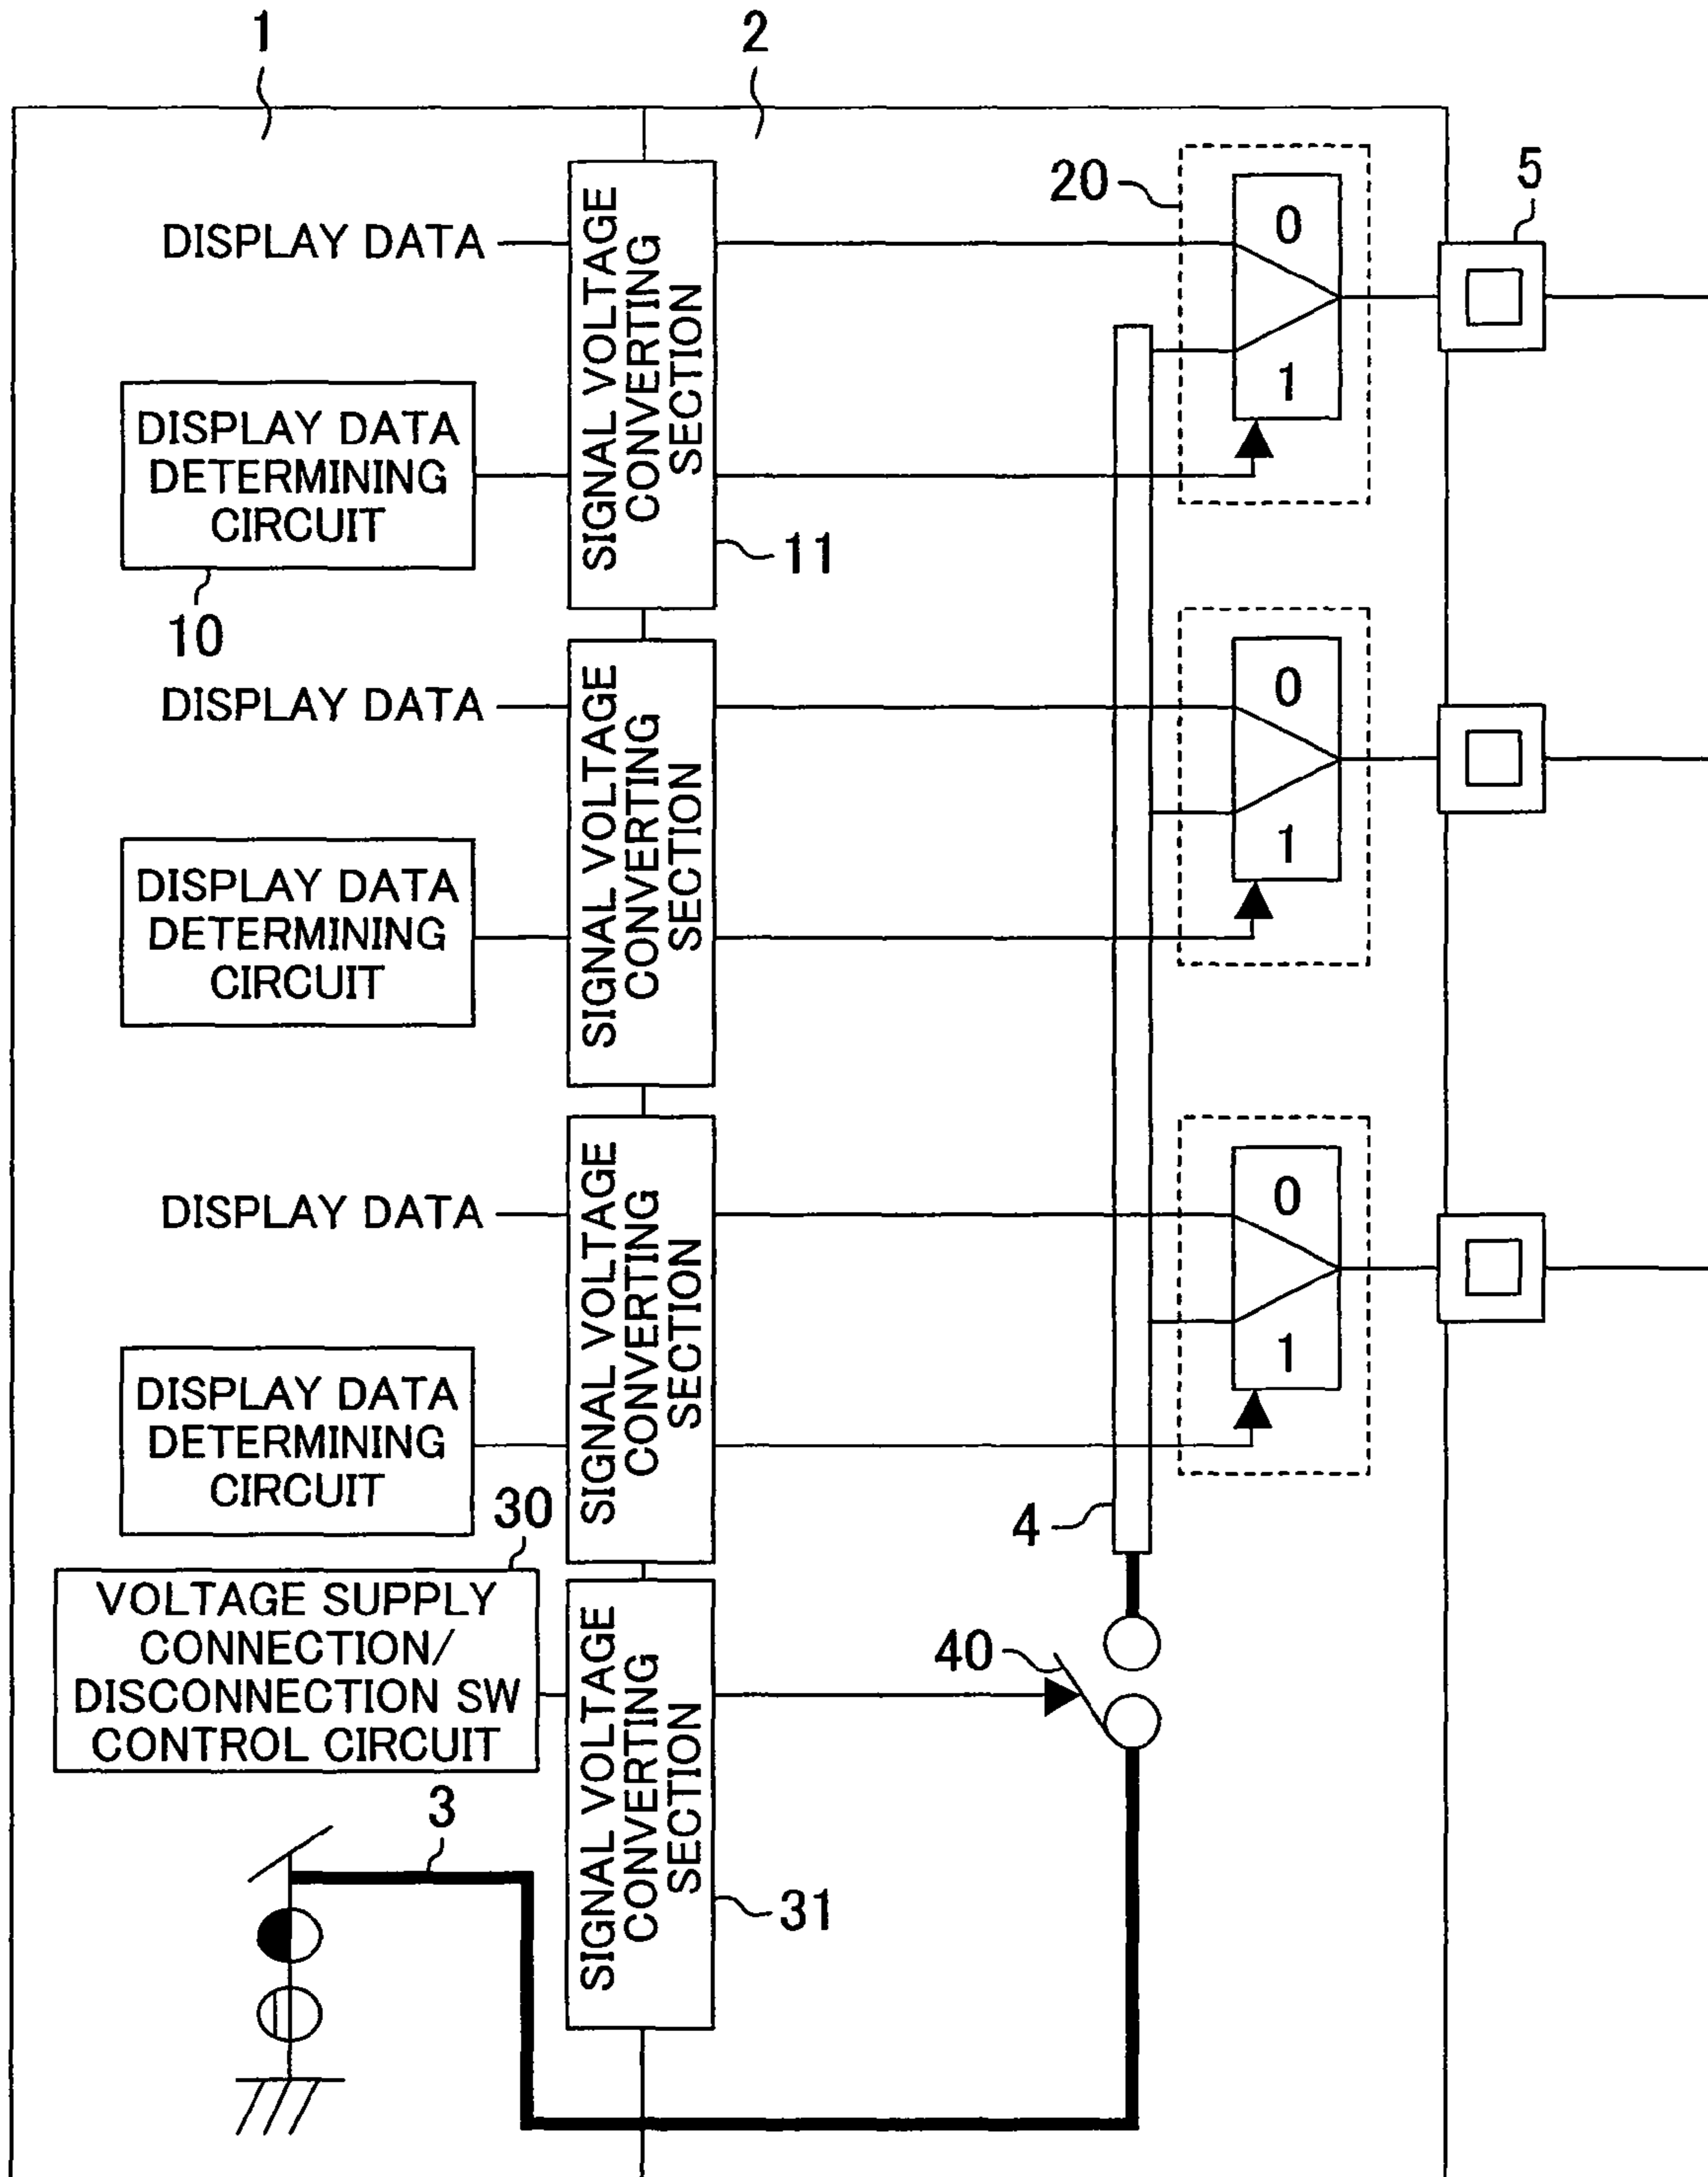 1
2
20
5
DISPLAY DATA
SIGNAL VOLTAGE
CONVERTING
SECTION
0
1
DISPLAY DATA
DETERMINING
CIRCUIT
11
10
DISPLAY DATA
SIGNAL VOLTAGE
CONVERTING
SECTION
0
1
DISPLAY DATA
DETERMINING
CIRCUIT
DISPLAY DATA
SIGNAL VOLTAGE
CONVERTING
SECTION
0
1
DISPLAY DATA
DETERMINING
CIRCUIT
30
4
VOLTAGE SUPPLY
CONNECTION/
DISCONNECTION SW
CONTROL CIRCUIT
SIGNAL VOLTAGE
CONVERTING
SECTION
40
3
31